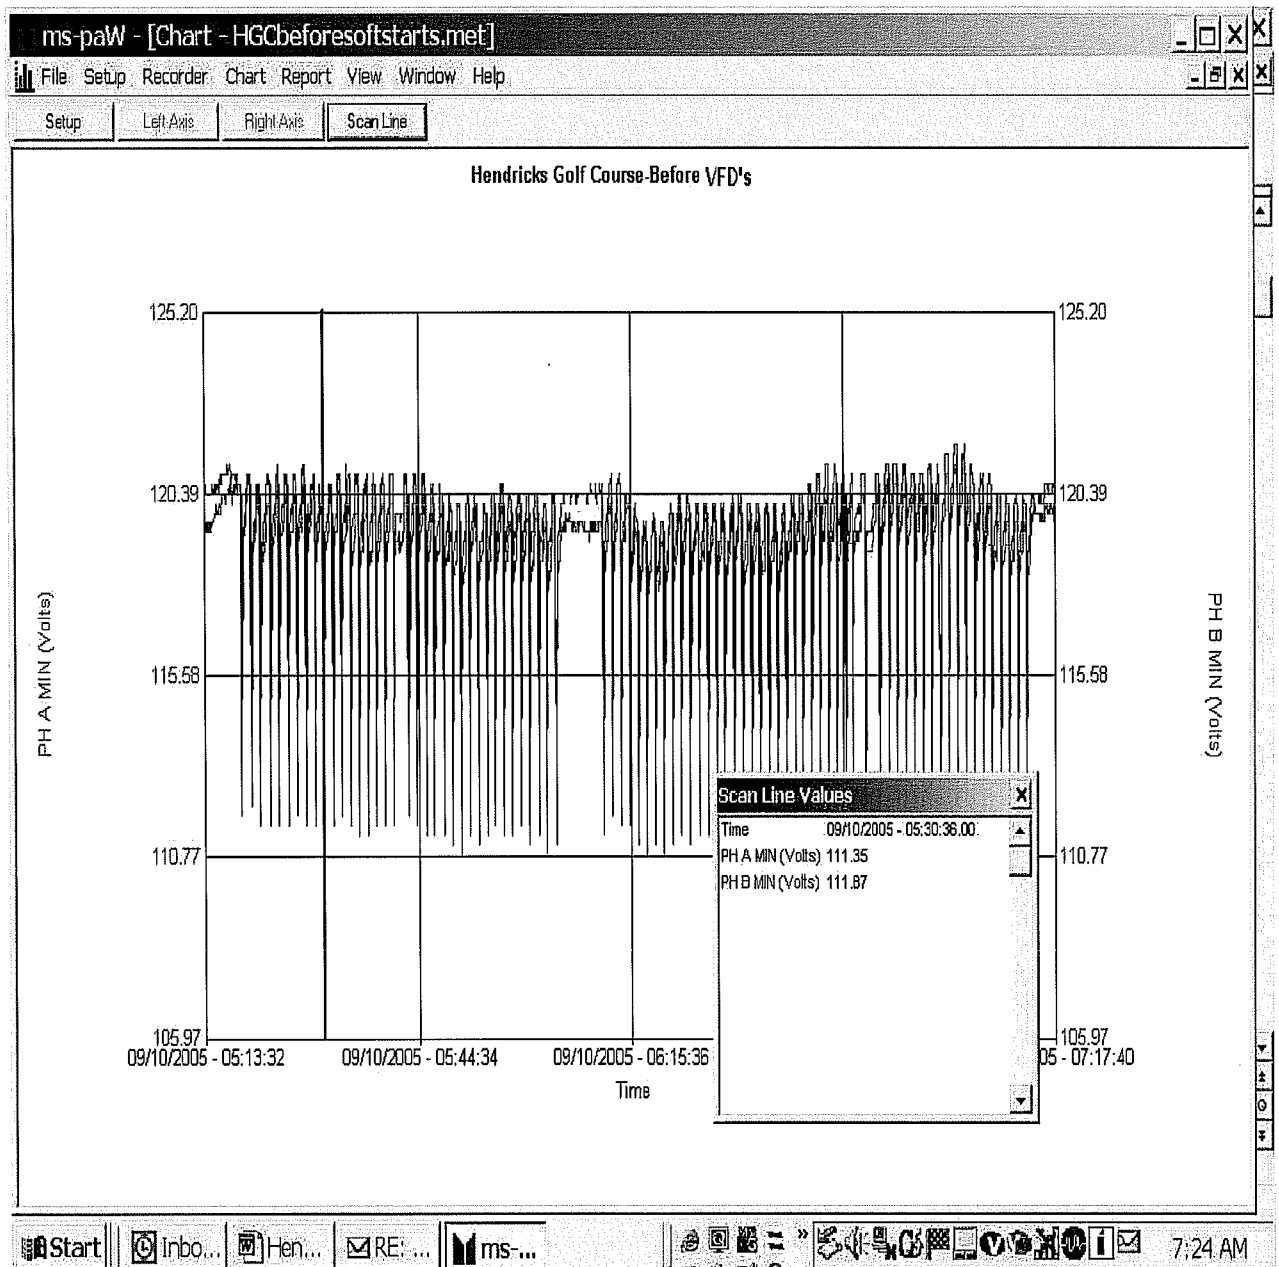 ms-paW - [Chart - HGCbeforesoftstarts.met]
File Setup Recorder Chart Report View Window Help
Setup Left Axis Right Axis Scan Line
Hendricks Golf Course-Before VFD's
125.20 125.20
120.39 120.39
115.58 115.58
110.77 110.77
105.97 105.97
PH A MIN (Volts)
PH B MIN (Volts)
Scan Line Values
Time 09/10/2005 - 05:30:36.00
PH A MIN (Volts) 111.35
PH B MIN (Volts) 111.87
09/10/2005 - 05:13:32 09/10/2005 - 05:44:34 09/10/2005 - 06:15:36 05 - 07:17:40
Time
Start Inbo... Hen... RE: ... ms-... 7:24 AM